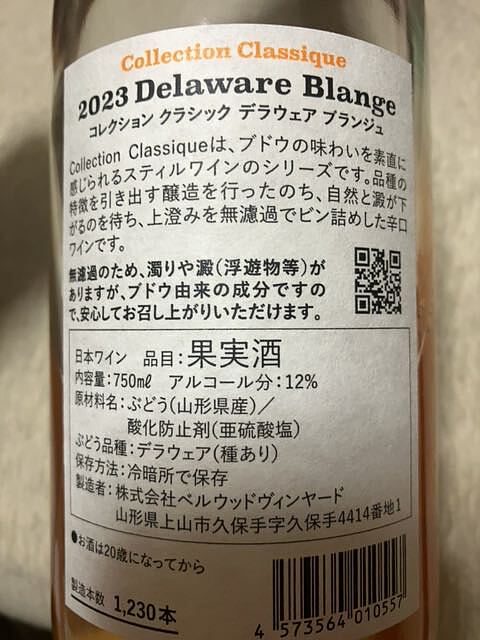 Collection Classique
2023 Delaware Blange
コレクション クラシック デラウェア ブランジュ
Collection Classiqueは、ブドウの味わいを素直に
感じられるスティルワインのシリーズです。品種の
特徴を引き出す醸造を行ったのち、自然と澱が下
がるのを待ち、上澄みを無濾過でビン詰めした辛口
ワインです。
無濾過のため、濁りや澱(浮遊物等)が
ありますが、ブドウ由来の成分ですの
で、安心してお召し上がりいただけます。
日本ワイン 品目:果実酒
内容量:750㎖ アルコール分:12%
原材料名:ぶどう(山形県産)/
酸化防止剤(亜硫酸塩)
ぶどう品種:デラウェア(種あり)
保存方法:冷暗所で保存
製造者:株式会社ベルウッドヴィンヤード
山形県上山市久保手字久保手4414番地1
●お酒は20歳になってから
製造本数 1,230本
4 573564 010557